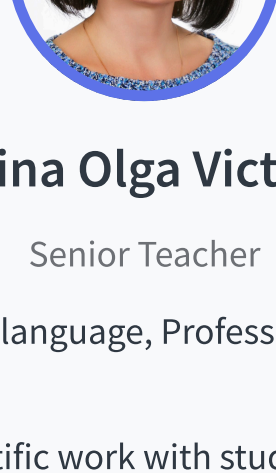 ina Olga Vict
Senior Teacher
language, Profess
tific work with stud